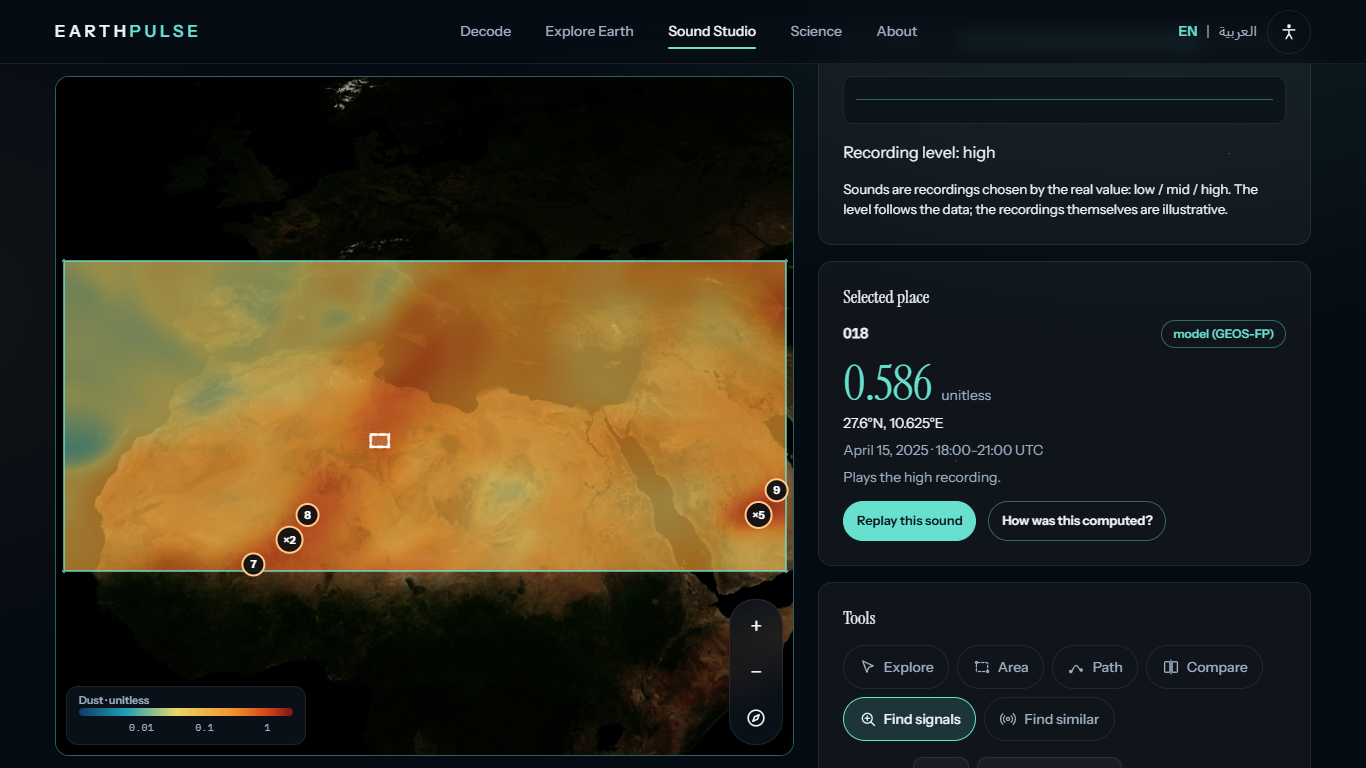 EARTHPULSE
Decode
Explore Earth
Sound Studio
Science
About
EN | العربية
Recording level: high
Sounds are recordings chosen by the real value: low / mid / high. The
level follows the data; the recordings themselves are illustrative.
Selected place
018
model (GEOS-FP)
0.586 unitless
27.6°N, 10.625°E
April 15, 2025 · 18:00–21:00 UTC
Plays the high recording.
Replay this sound
How was this computed?
Tools
Explore
Area
Path
Compare
Find signals
Find similar
8
×2
7
9
×5
+
−
Dust · unitless
0.01 0.1 1